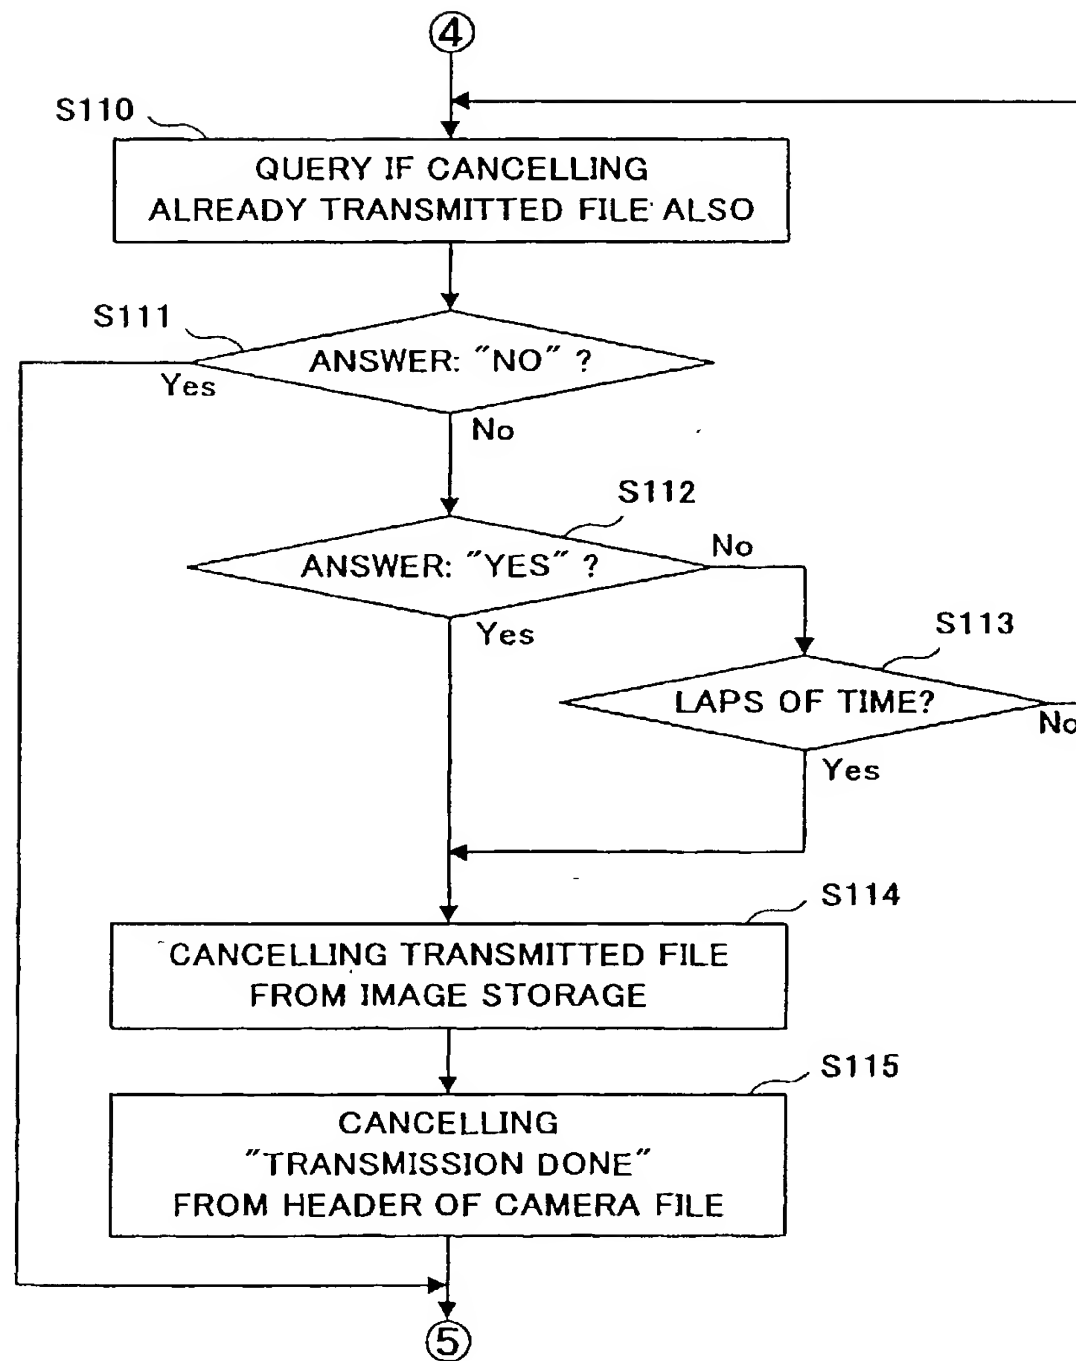 ④
S110
QUERY IF CANCELLING
ALREADY TRANSMITTED FILE ALSO
S111
ANSWER: "NO" ?
Yes
No
S112
ANSWER: "YES" ?
No
Yes
S113
LAPS OF TIME?
No
Yes
S114
CANCELLING TRANSMITTED FILE
FROM IMAGE STORAGE
S115
CANCELLING
"TRANSMISSION DONE"
FROM HEADER OF CAMERA FILE
⑤